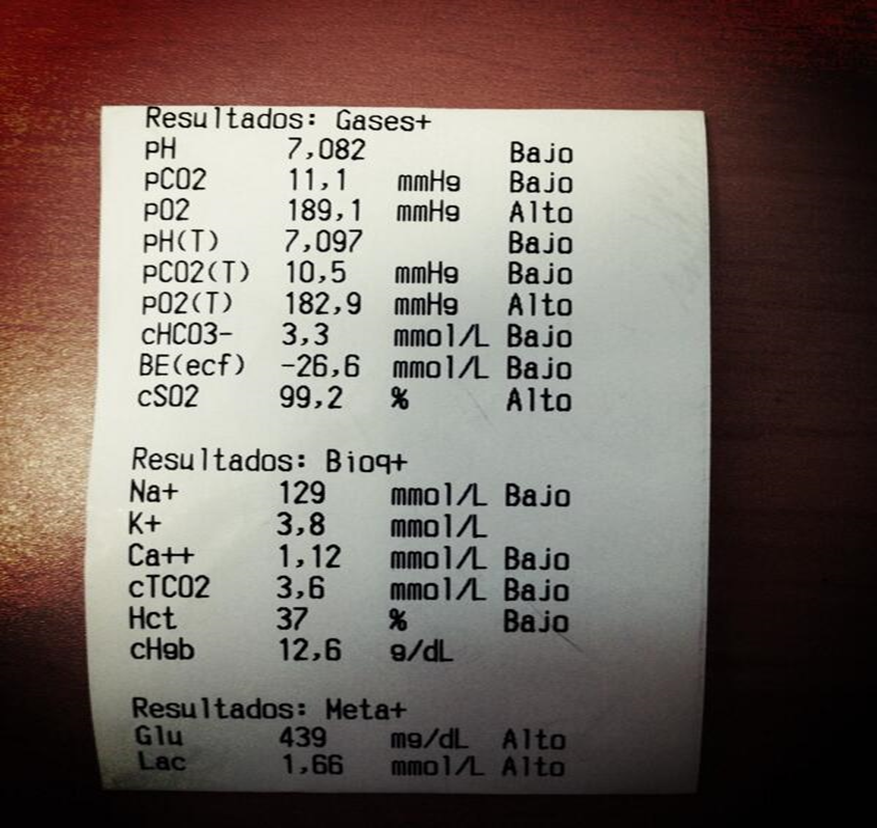 Resultados: Gases+
pH 7,082 Bajo
pCO2 11,1 mmHg Bajo
pO2 189,1 mmHg Alto
pH(T) 7,097 Bajo
pCO2(T) 10,5 mmHg Bajo
pO2(T) 182,9 mmHg Alto
cHCO3- 3,3 mmol/L Bajo
BE(ecf) -26,6 mmol/L Bajo
cSO2 99,2 % Alto
Resultados: Bioq+
Na+ 129 mmol/L Bajo
K+ 3,8 mmol/L
Ca++ 1,12 mmol/L Bajo
cTCO2 3,6 mmol/L Bajo
Hct 37 % Bajo
cHgb 12,6 g/dL
Resultados: Meta+
Glu 439 mg/dL Alto
Lac 1,66 mmol/L Alto